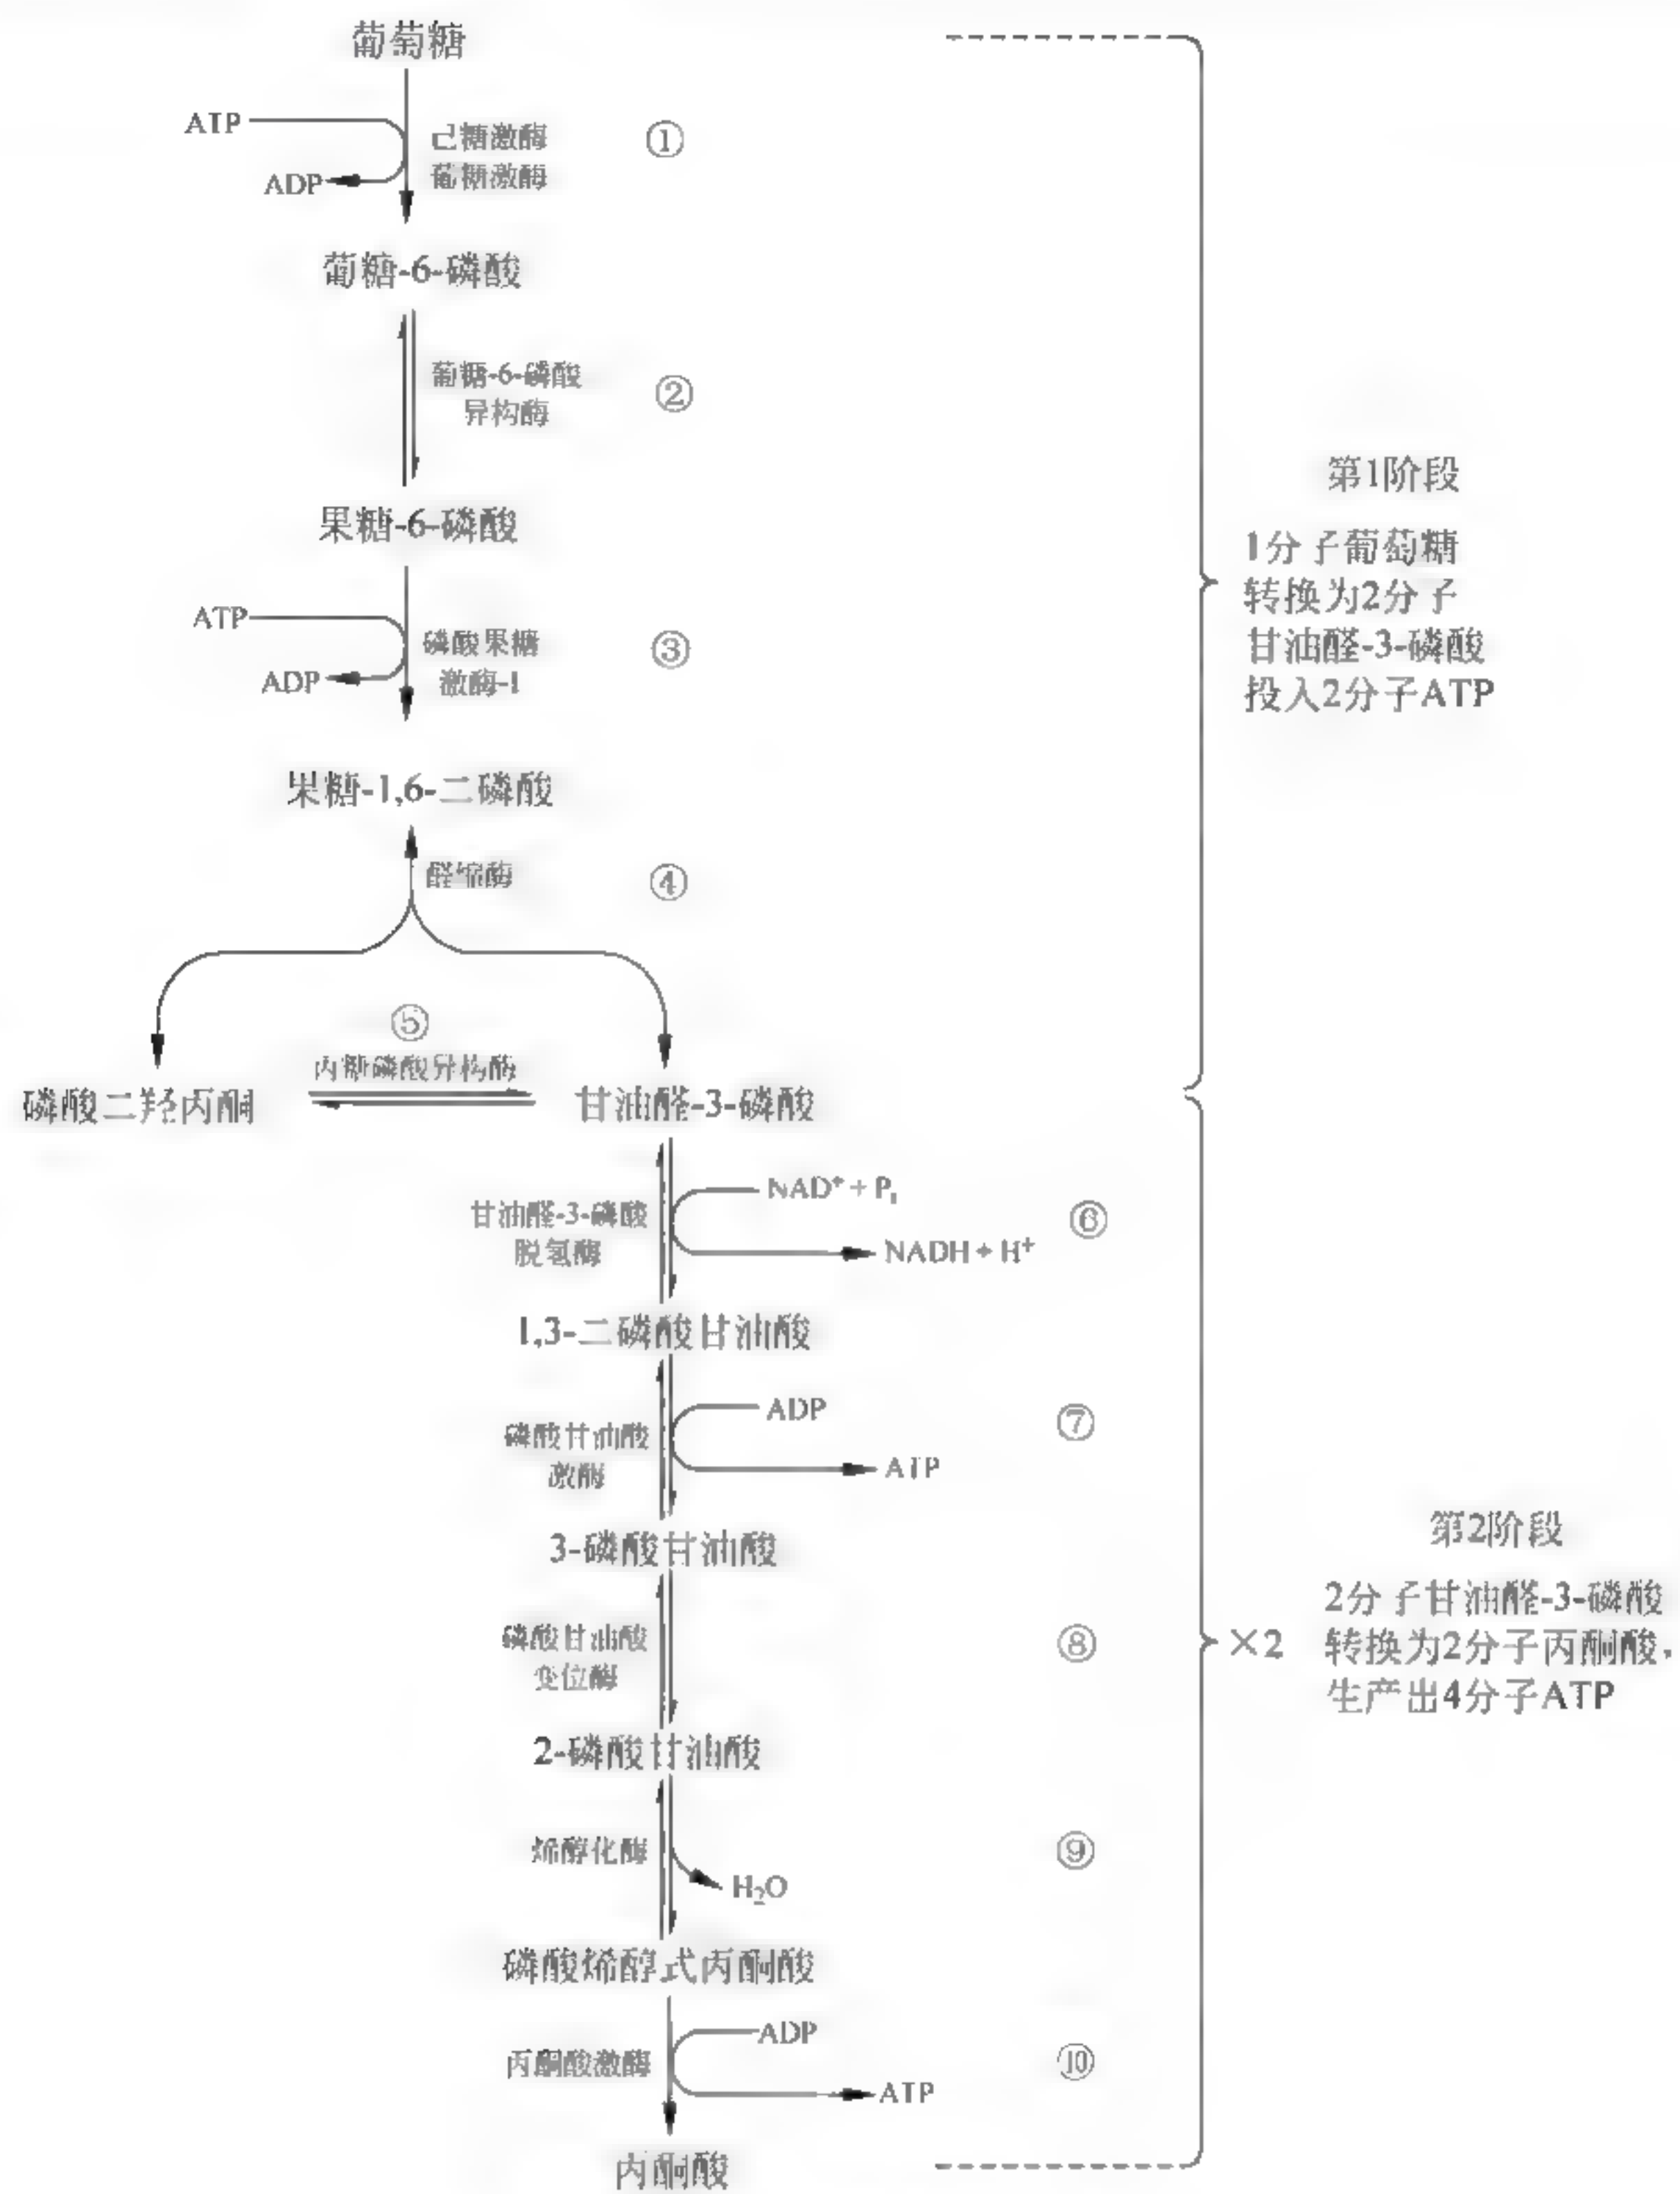 葡萄糖
ATP
己糖激酶
①
ADP
葡糖激酶
葡糖-6-磷酸
葡糖-6-磷酸
异构酶
②
果糖-6-磷酸
ATP
磷酸果糖
③
ADP
激酶-1
果糖-1,6-二磷酸
醛缩酶
④
⑤
丙糖磷酸异构酶
磷酸二羟丙酮
甘油醛-3-磷酸
第1阶段
1分子葡萄糖
转换为2分子
甘油醛-3-磷酸
投入2分子ATP
NAD⁺ + Pᵢ
甘油醛-3-磷酸
脱氢酶
⑥
NADH + H⁺
1,3-二磷酸甘油酸
ADP
磷酸甘油酸
激酶
⑦
ATP
3-磷酸甘油酸
磷酸甘油酸
变位酶
⑧
2-磷酸甘油酸
烯醇化酶
⑨
H₂O
磷酸烯醇式丙酮酸
ADP
丙酮酸激酶
⑩
ATP
丙酮酸
×2
第2阶段
2分子甘油醛-3-磷酸
转换为2分子丙酮酸,
生产出4分子ATP